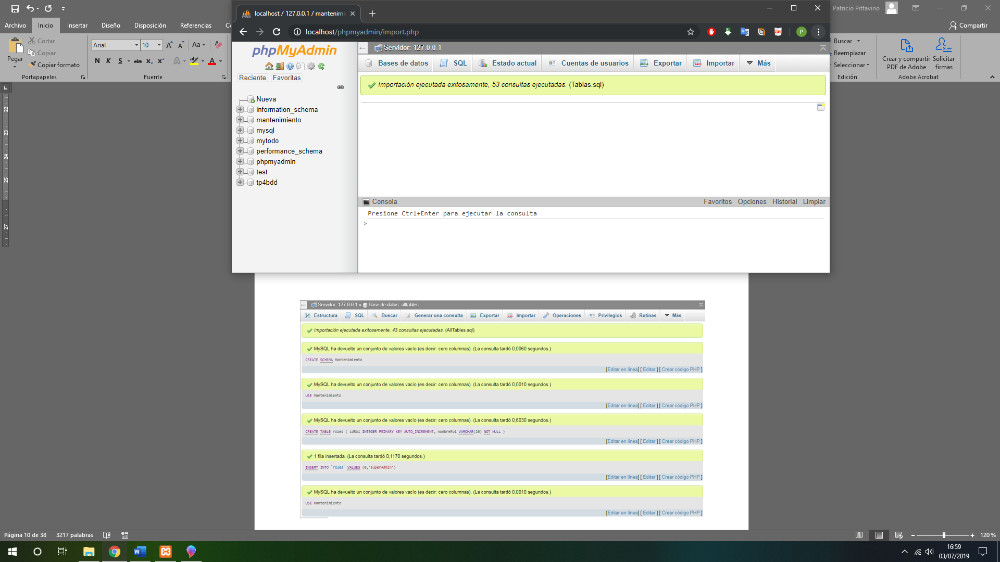 Patricio Pittavino
Archivo
Inicio
Insertar
Diseño
Disposición
Referencias
Compartir
Pegar
Cortar
Copiar
Copiar formato
Portapapeles
Arial
10
Fuente
Buscar
Reemplazar
Seleccionar
Edición
Crear y compartir PDF de Adobe
Solicitar firmas
Adobe Acrobat
localhost / 127.0.0.1 / mantenim
localhost/phpmyadmin/import.php
phpMyAdmin
Reciente
Favoritas
Nueva
information_schema
mantenimiento
mysql
mytodo
performance_schema
phpmyadmin
test
tp4bdd
Servidor: 127.0.0.1
Bases de datos
SQL
Estado actual
Cuentas de usuarios
Exportar
Importar
Más
Importación ejecutada exitosamente, 53 consultas ejecutadas. (Tablas.sql)
Consola
Favoritos
Opciones
Historial
Limpiar
Presione Ctrl+Enter para ejecutar la consulta
>
22
23
24
25
27
Servidor: 127.0.0.1 » Base de datos: alltables
Estructura
SQL
Buscar
Generar una consulta
Exportar
Importar
Operaciones
Privilegios
Rutinas
Más
Importación ejecutada exitosamente, 43 consultas ejecutadas. (AllTables.sql)
MySQL ha devuelto un conjunto de valores vacío (es decir: cero columnas). (La consulta tardó 0,0060 segundos.)
CREATE SCHEMA Mantenimiento
[Editar en línea] [ Editar ] [ Crear código PHP ]
MySQL ha devuelto un conjunto de valores vacío (es decir: cero columnas). (La consulta tardó 0,0010 segundos.)
USE Mantenimiento
[Editar en línea] [ Editar ] [ Crear código PHP ]
MySQL ha devuelto un conjunto de valores vacío (es decir: cero columnas). (La consulta tardó 0,6030 segundos.)
CREATE TABLE roles ( idRol INTEGER PRIMARY KEY AUTO_INCREMENT, nombreRol VARCHAR(20) NOT NULL )
[Editar en línea] [ Editar ] [ Crear código PHP ]
1 fila insertada. (La consulta tardó 0,1170 segundos.)
INSERT INTO `roles` VALUES (0,'superAdmin')
[Editar en línea] [ Editar ] [ Crear código PHP ]
MySQL ha devuelto un conjunto de valores vacío (es decir: cero columnas). (La consulta tardó 0,0010 segundos.)
USE Mantenimiento
[Editar en línea] [ Editar ] [ Crear código PHP ]
Página 10 de 38
3217 palabras
120 %
16:59
03/07/2019